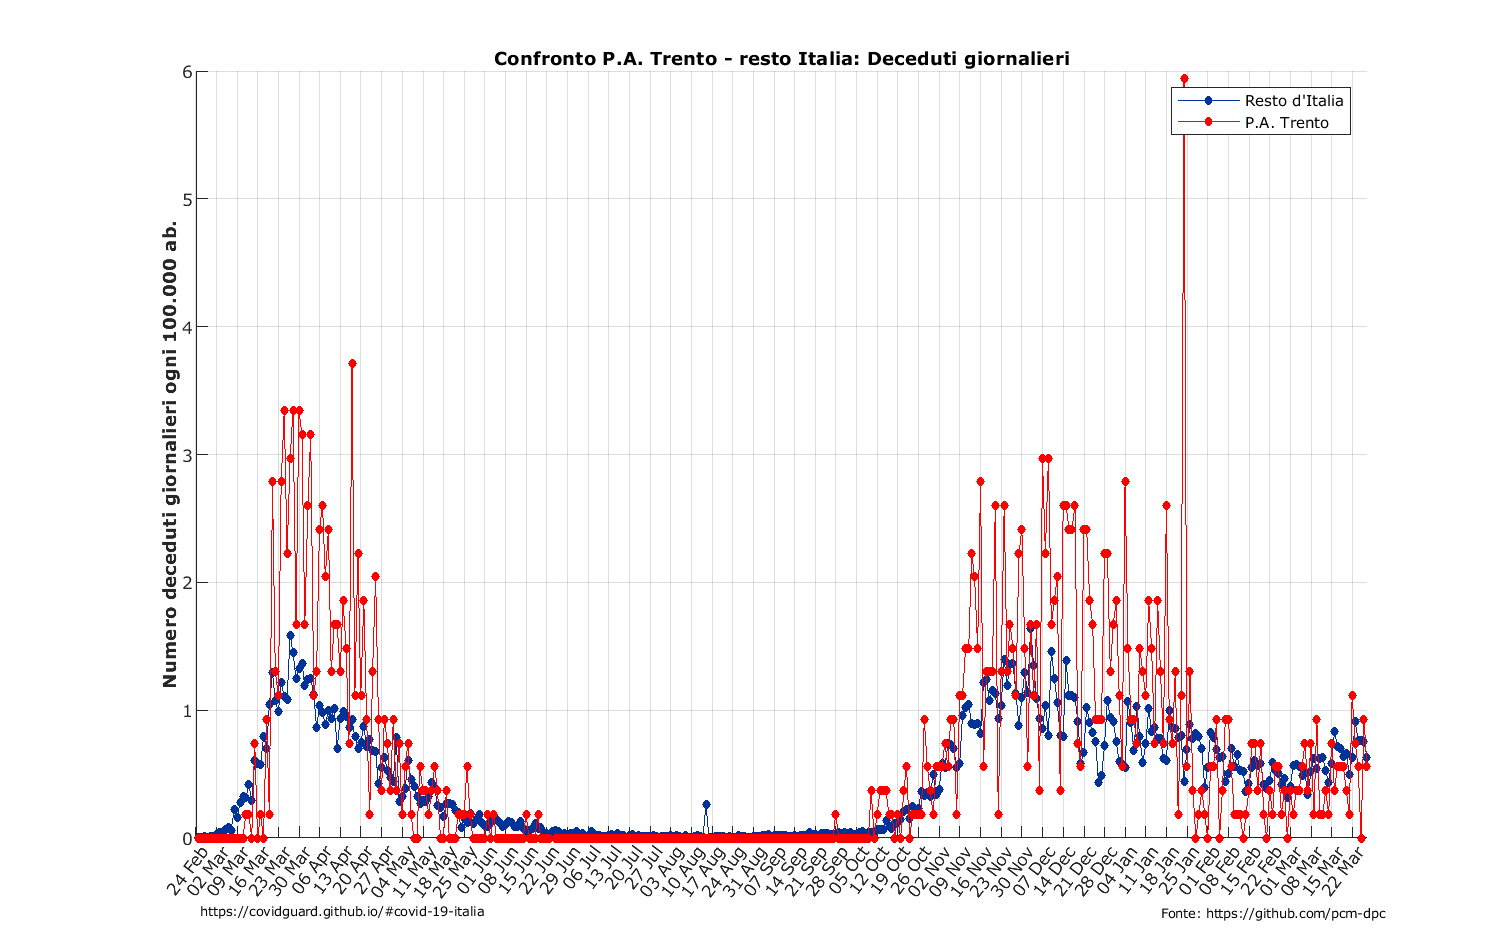 Confronto P.A. Trento - resto Italia: Deceduti giornalieri
Resto d'Italia
P.A. Trento
Numero deceduti giornalieri ogni 100.000 ab.
6
5
4
3
2
1
0
24 Feb
02 Mar
09 Mar
16 Mar
23 Mar
30 Mar
06 Apr
13 Apr
20 Apr
27 Apr
04 May
11 May
18 May
25 May
01 Jun
08 Jun
15 Jun
22 Jun
29 Jun
06 Jul
13 Jul
20 Jul
27 Jul
03 Aug
10 Aug
17 Aug
24 Aug
31 Aug
07 Sep
14 Sep
21 Sep
28 Sep
05 Oct
12 Oct
19 Oct
26 Oct
02 Nov
09 Nov
16 Nov
23 Nov
30 Nov
07 Dec
14 Dec
21 Dec
28 Dec
04 Jan
11 Jan
18 Jan
25 Jan
01 Feb
08 Feb
15 Feb
22 Feb
01 Mar
08 Mar
15 Mar
22 Mar
https://covidguard.github.io/#covid-19-italia
Fonte: https://github.com/pcm-dpc